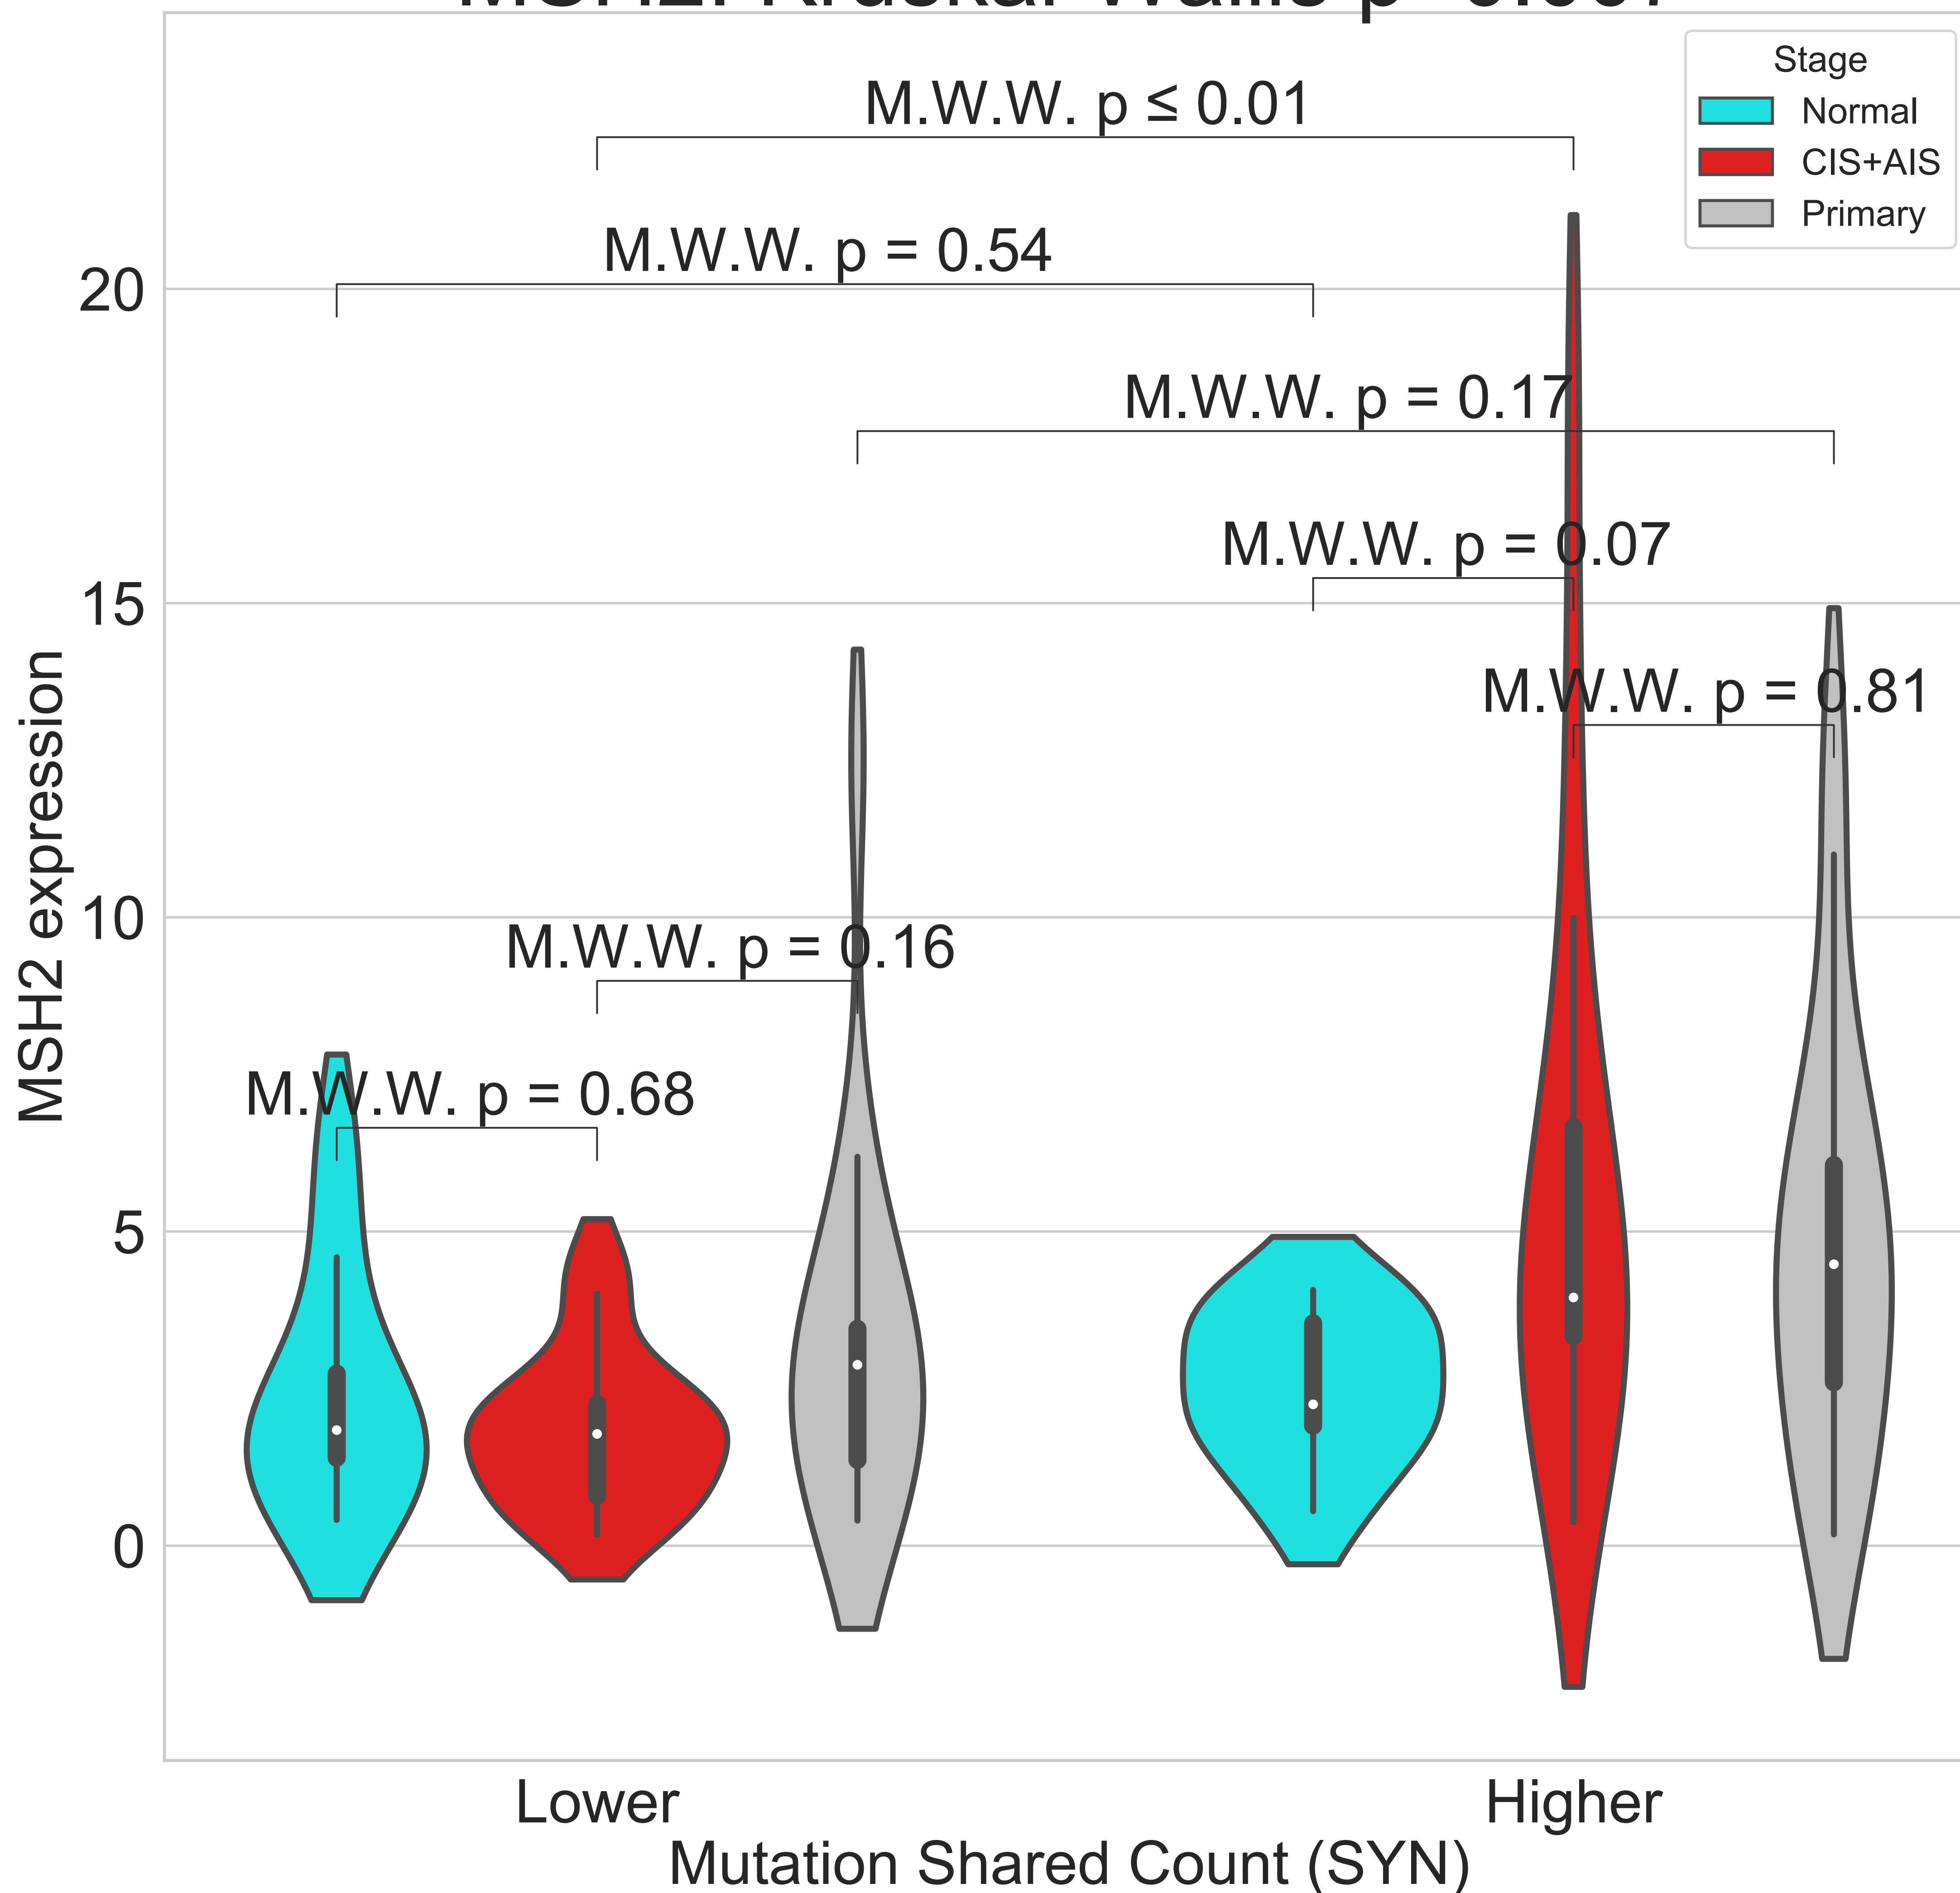 Stage
Normal
CIS+AIS
Primary
M.W.W. p ≤ 0.01
M.W.W. p = 0.54
M.W.W. p = 0.17
M.W.W. p = 0.07
M.W.W. p = 0.81
M.W.W. p = 0.16
M.W.W. p = 0.68
20
15
10
5
0
MSH2 expression
Lower
Higher
Mutation Shared Count (SYN)